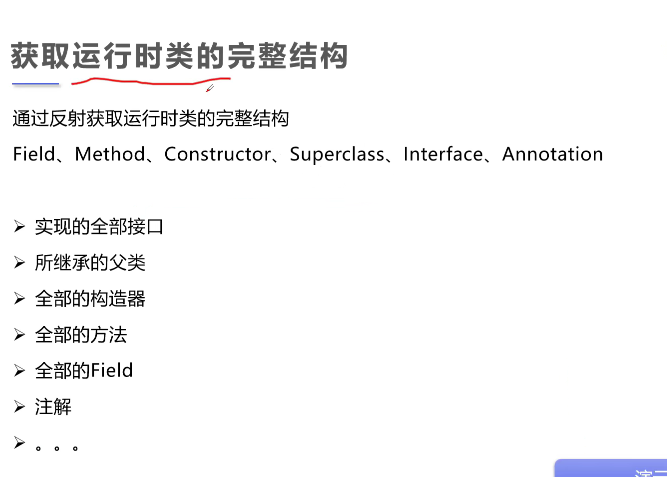 获取运行时类的完整结构
通过反射获取运行时类的完整结构
Field、Method、Constructor、Superclass、Interface、Annotation
➢ 实现的全部接口
➢ 所继承的父类
➢ 全部的构造器
➢ 全部的方法
➢ 全部的Field
➢ 注解
➢ 。。。